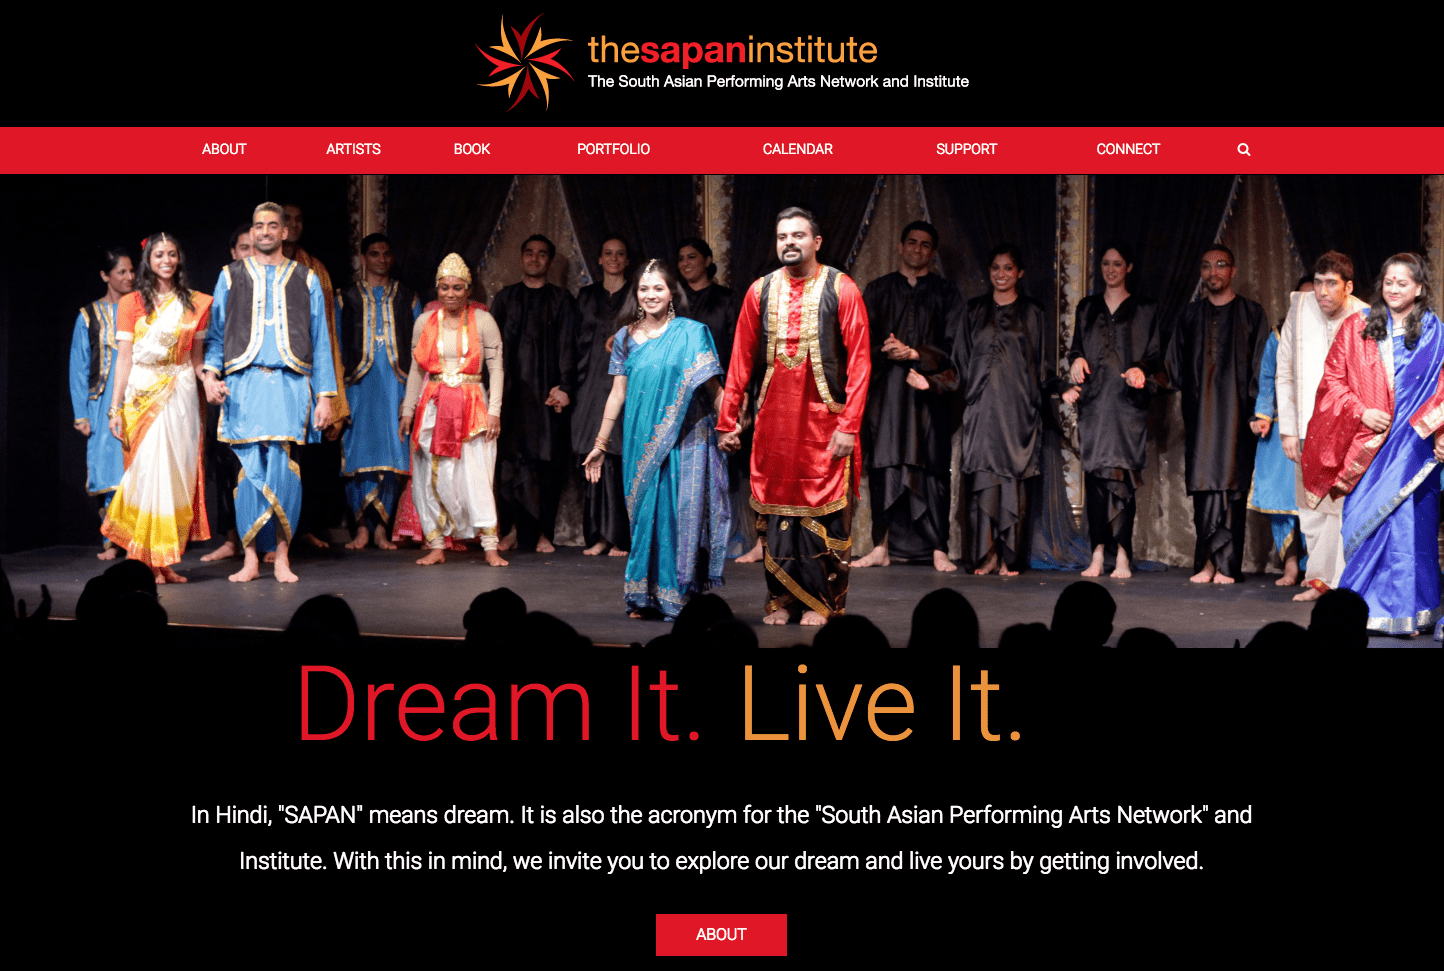 thesapaninstitute
The South Asian Performing Arts Network and Institute
ABOUT ARTISTS BOOK PORTFOLIO CALENDAR SUPPORT CONNECT
Dream It. Live It.
In Hindi, "SAPAN" means dream. It is also the acronym for the "South Asian Performing Arts Network" and
Institute. With this in mind, we invite you to explore our dream and live yours by getting involved.
ABOUT